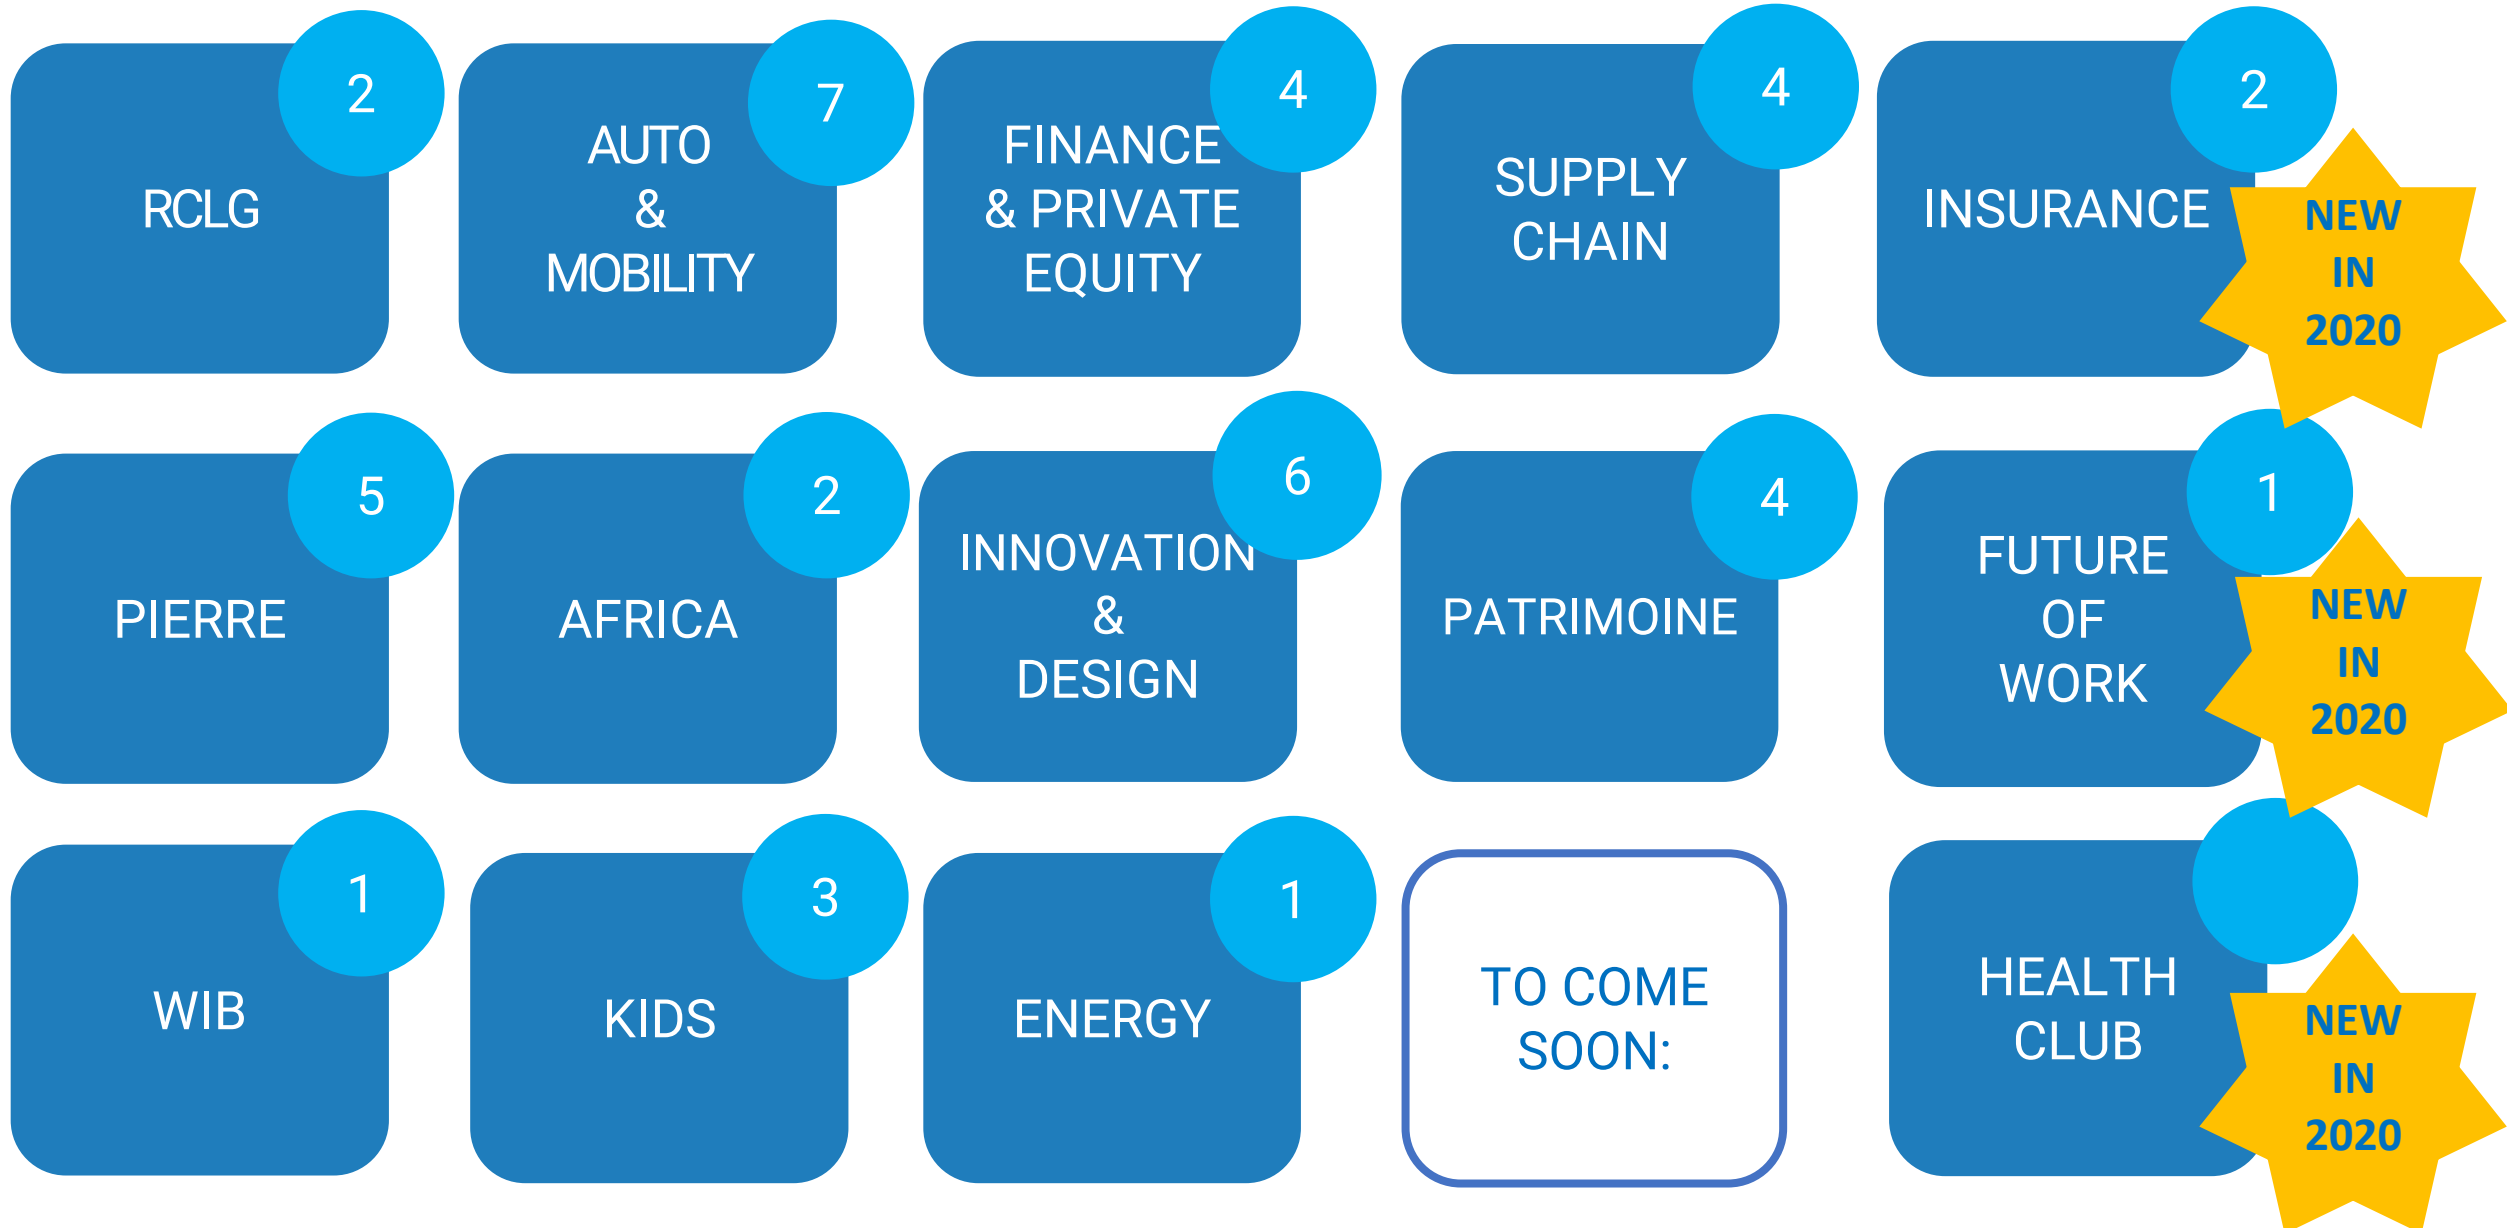 2
RCLG
7
AUTO
&
MOBILITY
4
FINANCE
& PRIVATE
EQUITY
4
SUPPLY
CHAIN
2
INSURANCE
NEW
IN
2020
5
PIERRE
2
AFRICA
6
INNOVATION
&
DESIGN
4
PATRIMOINE
1
FUTURE
OF
WORK
NEW
IN
2020
1
WIB
3
KIDS
1
ENERGY
TO COME
SOON:
HEALTH
CLUB
NEW
IN
2020